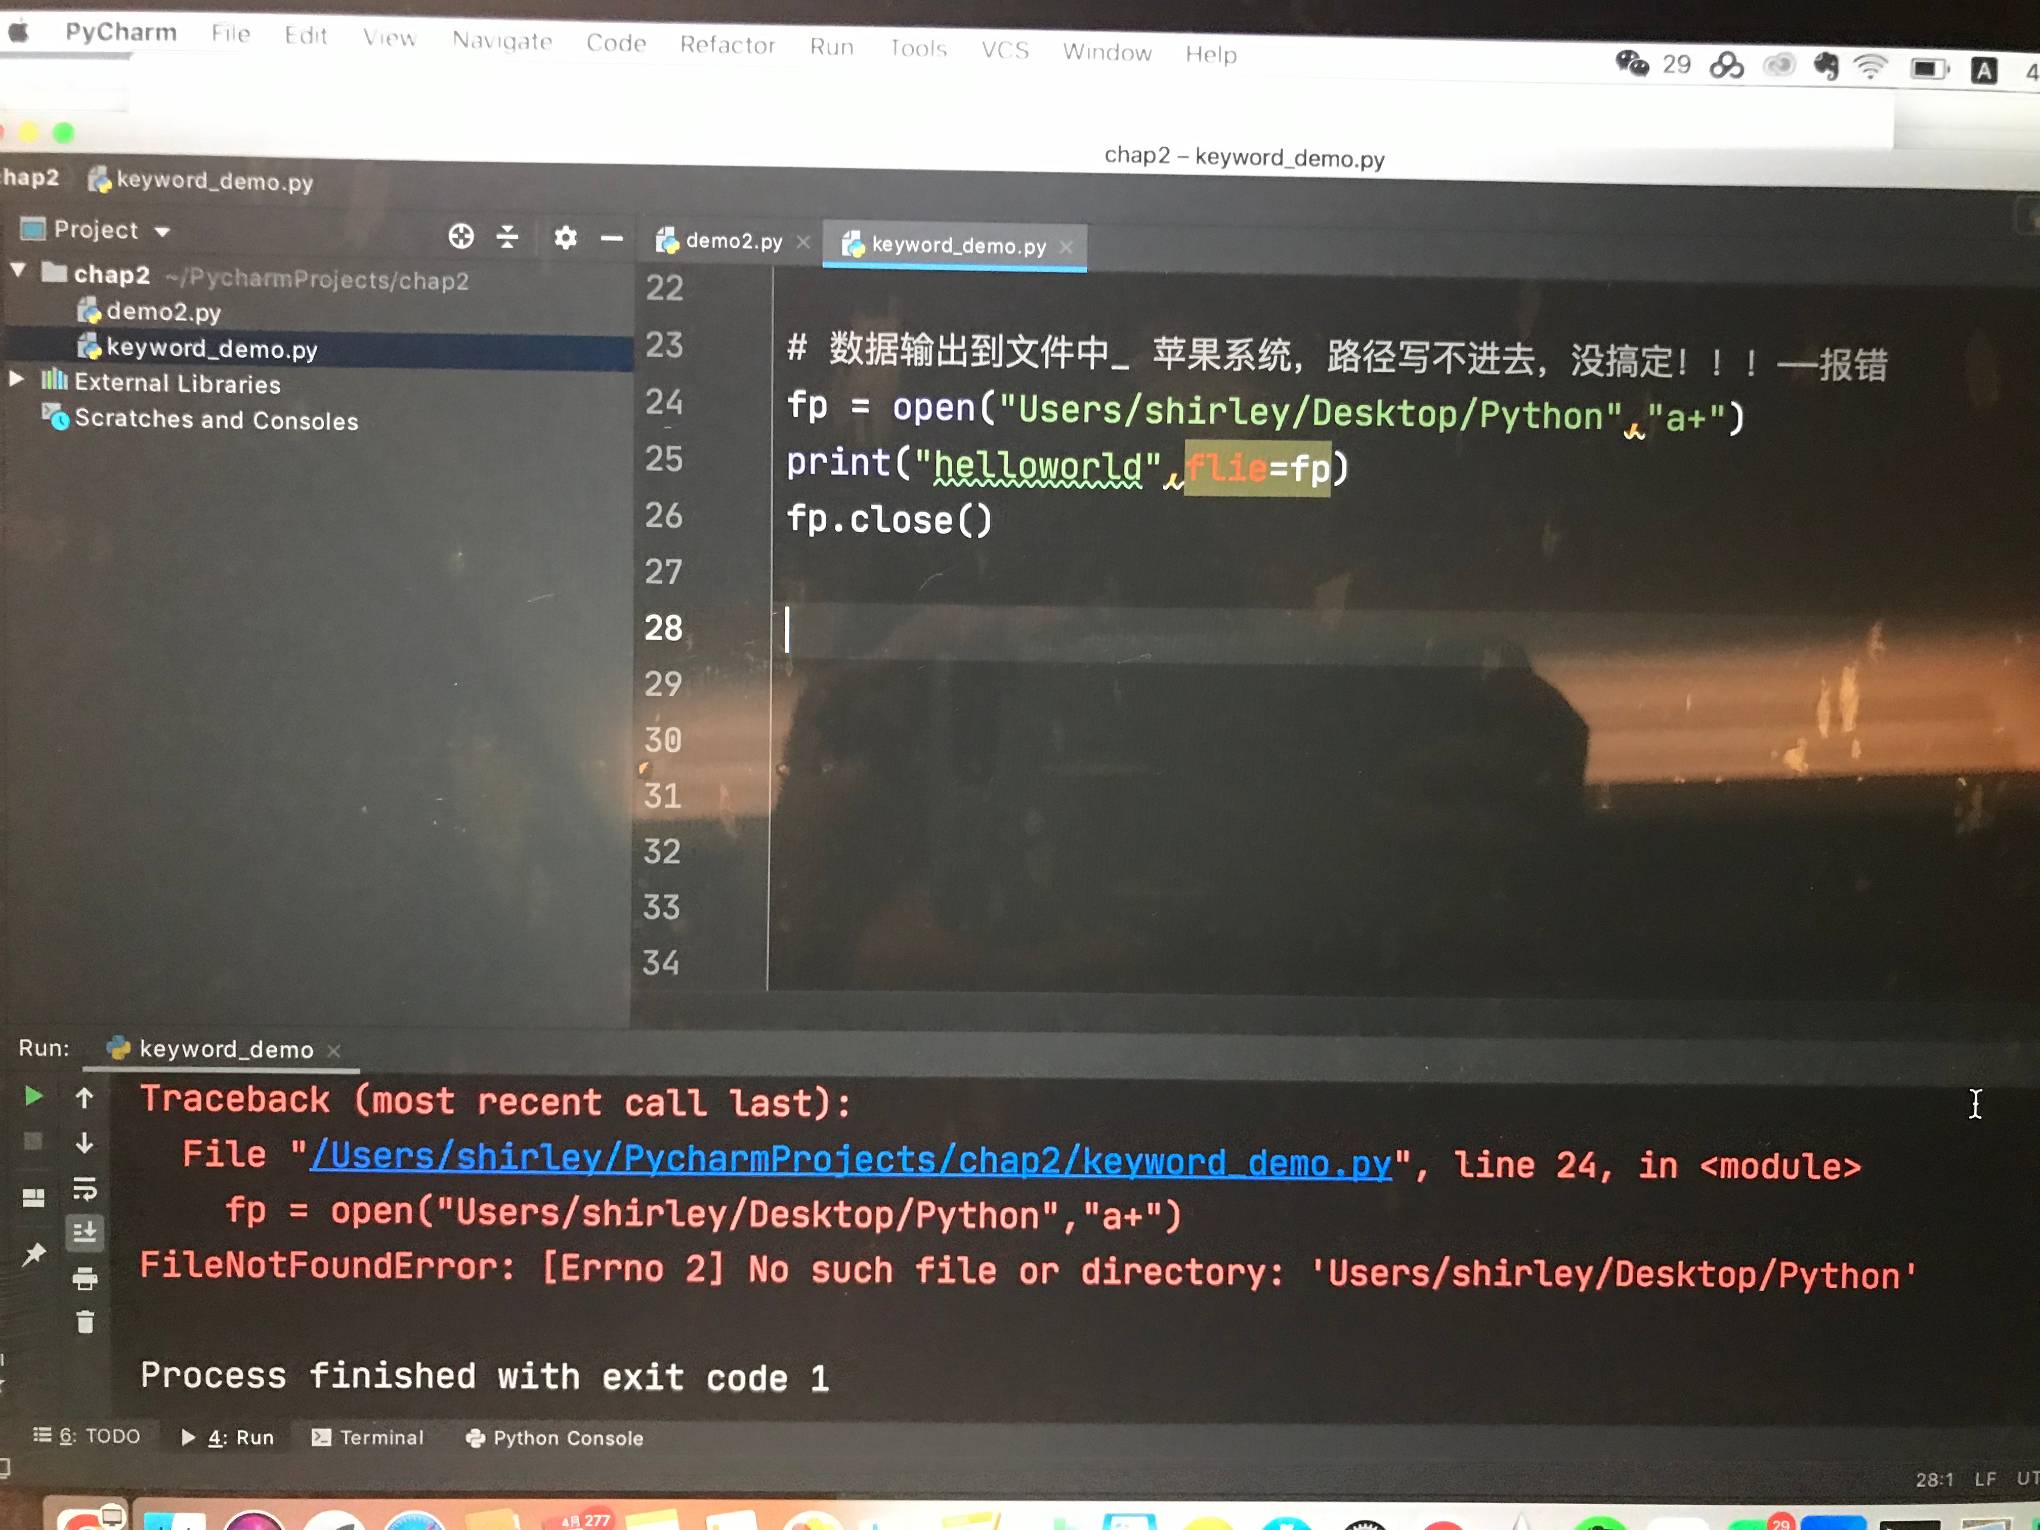 PyCharm File Edit View Navigate Code Refactor Run Tools VCS Window Help 29 A 4
chap2 – keyword_demo.py
hap2 keyword_demo.py
Project
demo2.py keyword_demo.py
chap2 ~/PycharmProjects/chap2
demo2.py
keyword_demo.py
External Libraries
Scratches and Consoles
22
23 # 数据输出到文件中_ 苹果系统，路径写不进去，没搞定！！！——报错
24 fp = open("Users/shirley/Desktop/Python","a+")
25 print("helloworld",flie=fp)
26 fp.close()
27
28
29
30
31
32
33
34
Run: keyword_demo
Traceback (most recent call last):
File "/Users/shirley/PycharmProjects/chap2/keyword_demo.py", line 24, in <module>
fp = open("Users/shirley/Desktop/Python","a+")
FileNotFoundError: [Errno 2] No such file or directory: 'Users/shirley/Desktop/Python'
Process finished with exit code 1
6: TODO 4: Run Terminal Python Console
28:1 LF UT
4月 277 29